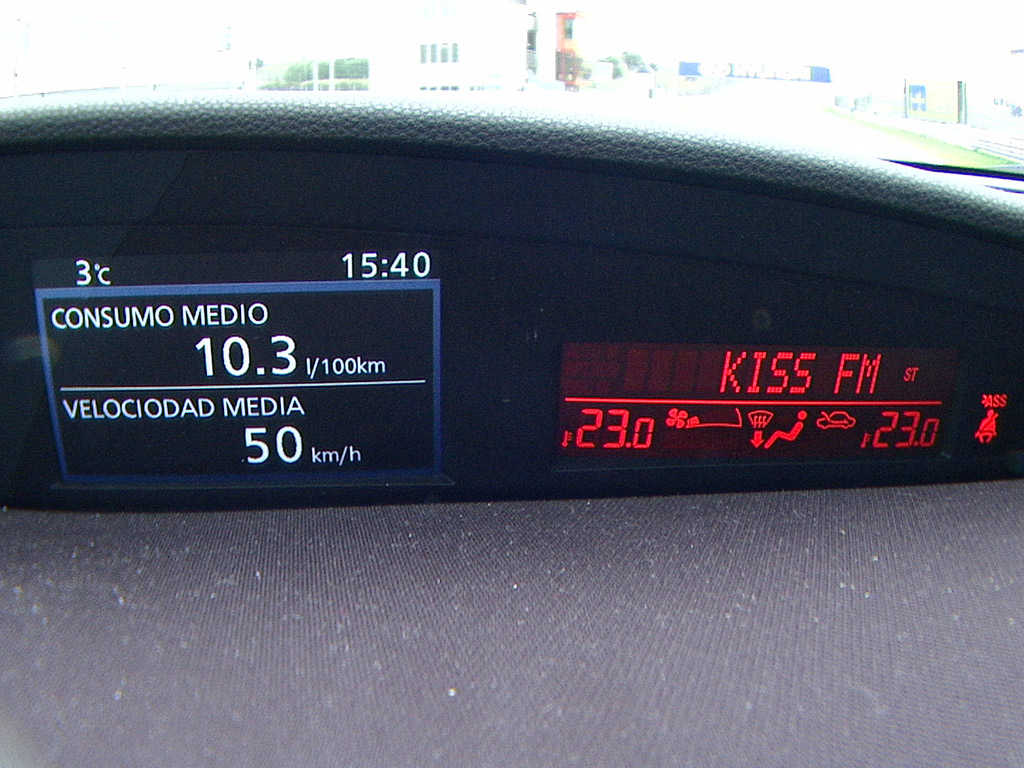 3°c 15:40
CONSUMO MEDIO
10.3 l/100km
VELOCIODAD MEDIA
50 km/h
KISS FM ST
23.0 23.0
PASS